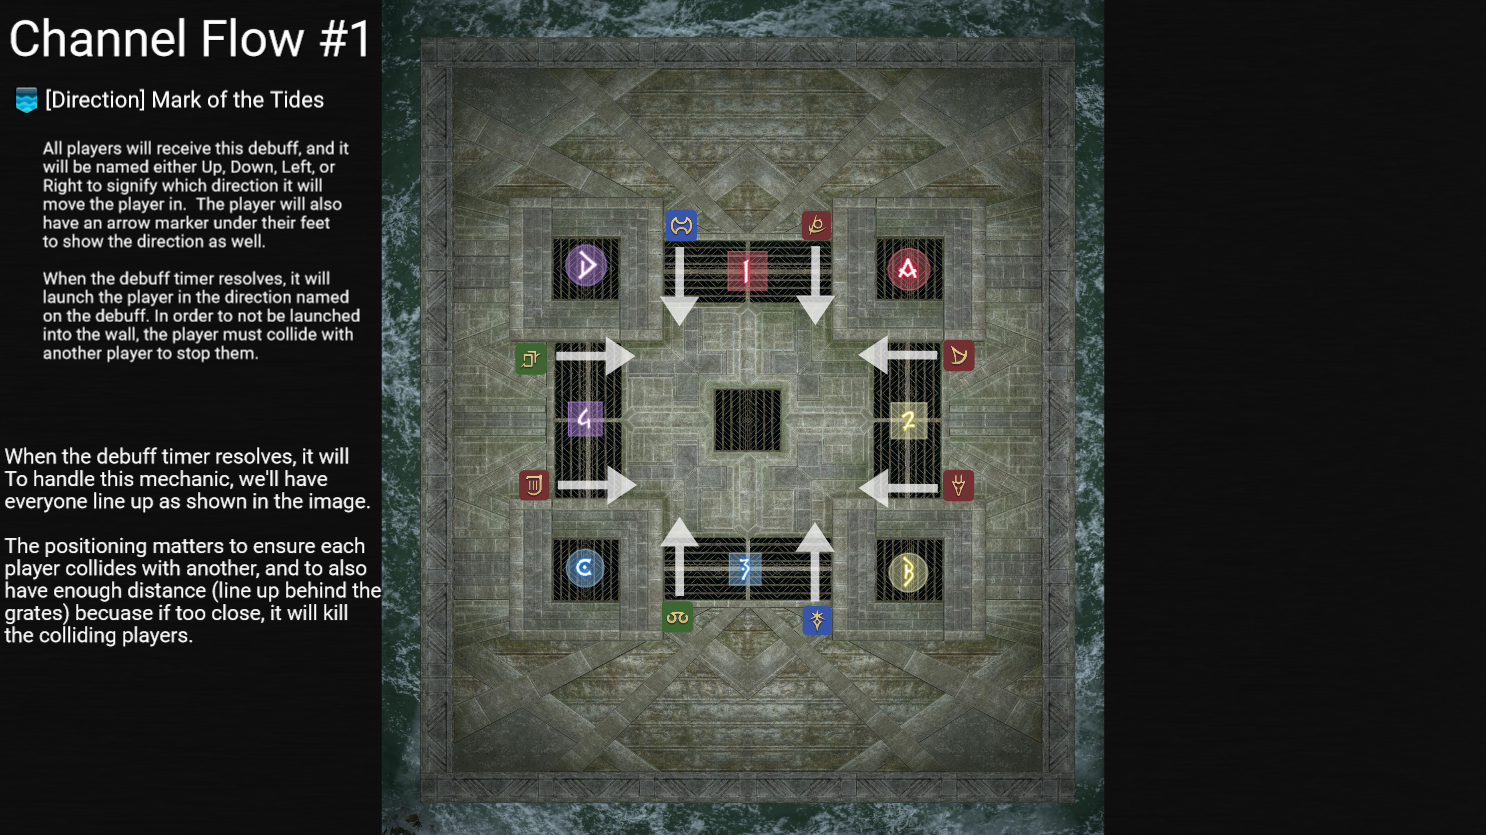 Channel Flow #1
[Direction] Mark of the Tides
All players will receive this debuff, and it
will be named either Up, Down, Left, or
Right to signify which direction it will
move the player in. The player will also
have an arrow marker under their feet
to show the direction as well.
When the debuff timer resolves, it will
launch the player in the direction named
on the debuff. In order to not be launched
into the wall, the player must collide with
another player to stop them.
When the debuff timer resolves, it will
To handle this mechanic, we'll have
everyone line up as shown in the image.
The positioning matters to ensure each
player collides with another, and to also
have enough distance (line up behind the
grates) becuase if too close, it will kill
the colliding players.
D
1
A
4
2
C
3
B